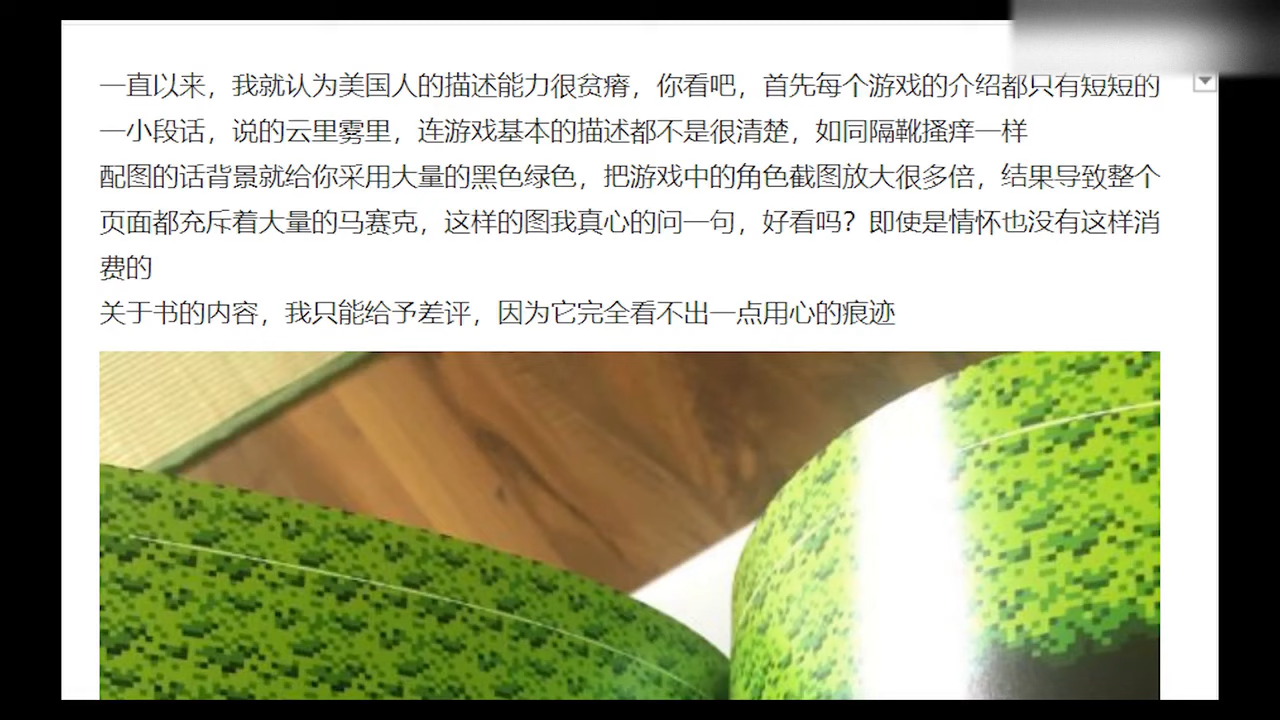 一直以来，我就认为美国人的描述能力很贫瘠，你看吧，首先每个游戏的介绍都只有短短的
一小段话，说的云里雾里，连游戏基本的描述都不是很清楚，如同隔靴搔痒一样
配图的话背景就给你采用大量的黑色绿色，把游戏中的角色截图放大很多倍，结果导致整个
页面都充斥着大量的马赛克，这样的图我真心的问一句，好看吗？即使是情怀也没有这样消
费的
关于书的内容，我只能给予差评，因为它完全看不出一点用心的痕迹